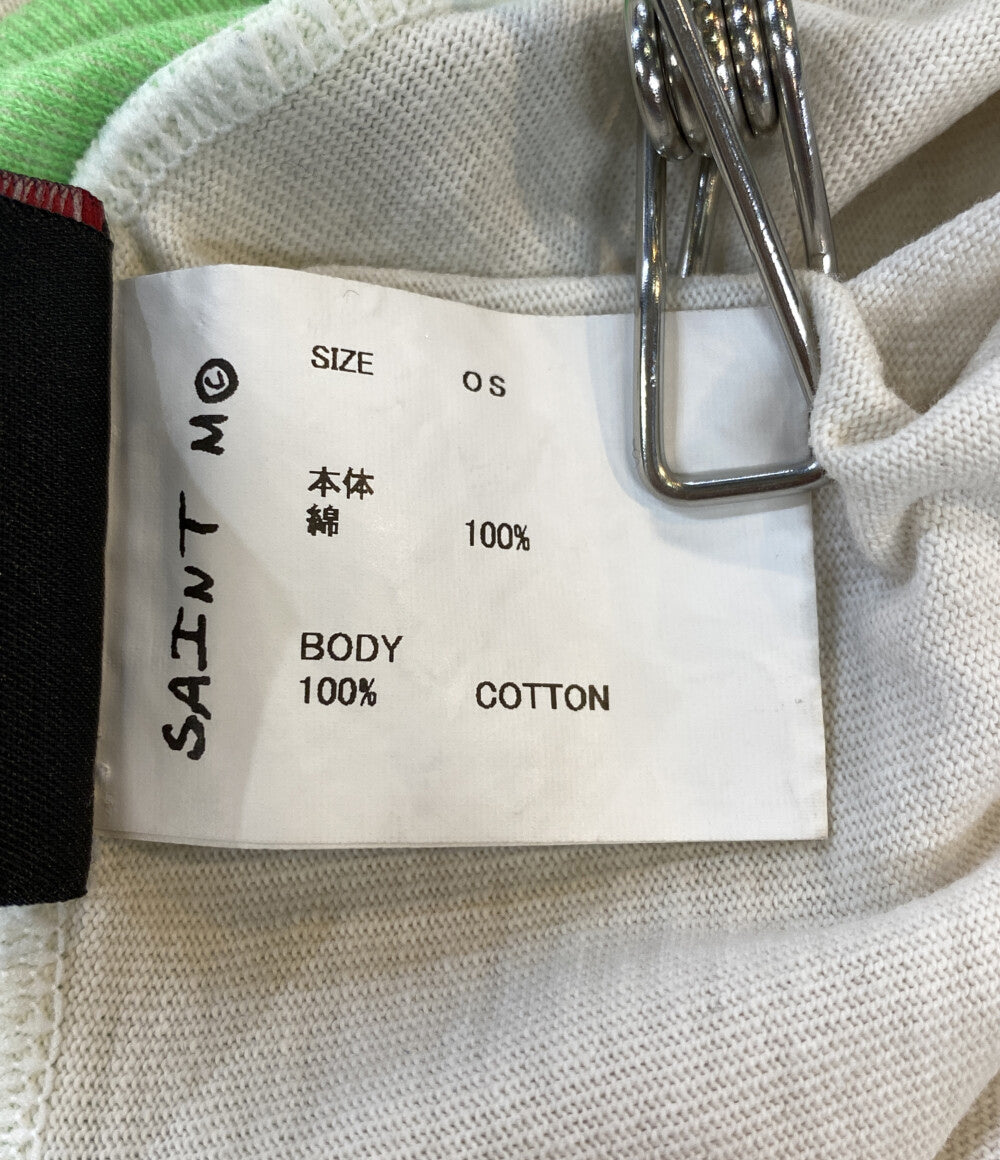 SAINT M©
SIZE OS
本体
綿 100%
BODY
100% COTTON